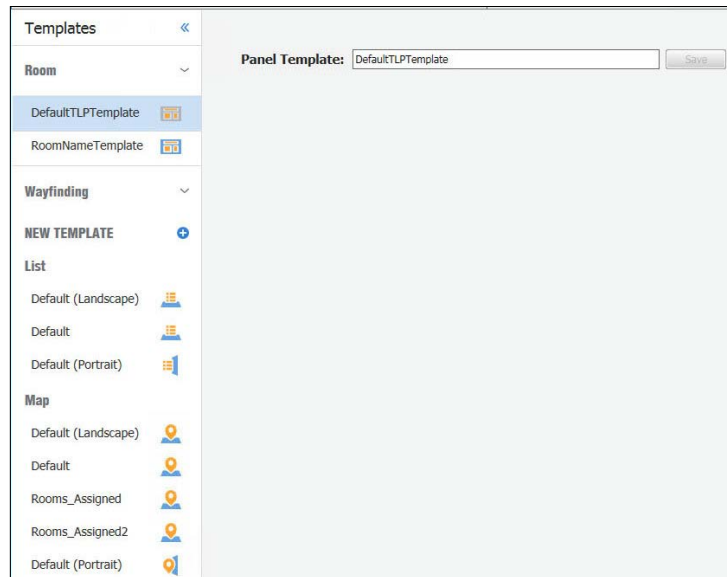 Templates
Room
DefaultTLPTemplate
RoomNameTemplate
Wayfinding
NEW TEMPLATE
List
Default (Landscape)
Default
Default (Portrait)
Map
Default (Landscape)
Default
Rooms_Assigned
Rooms_Assigned2
Default (Portrait)
Panel Template: DefaultTLPTemplate Save